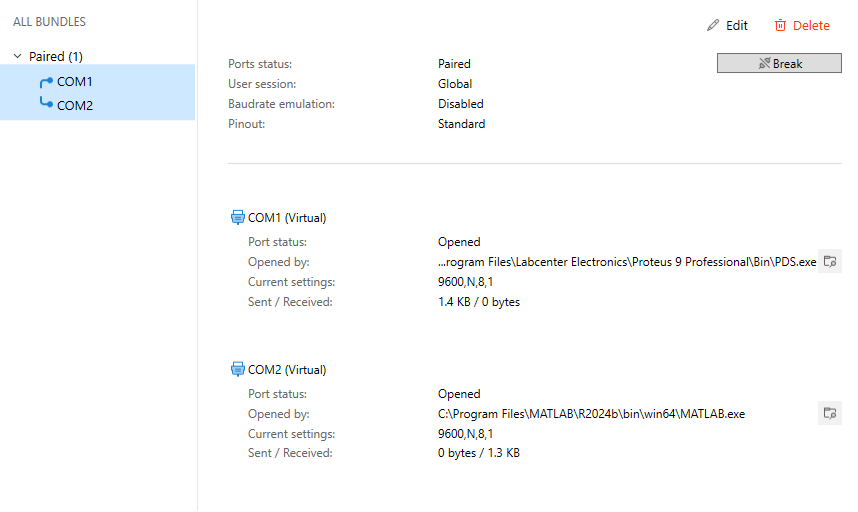 ALL BUNDLES
Edit
Delete
Paired (1)
COM1
COM2
Ports status: Paired
Break
User session: Global
Baudrate emulation: Disabled
Pinout: Standard
COM1 (Virtual)
Port status: Opened
Opened by: ...rogram Files\Labcenter Electronics\Proteus 9 Professional\Bin\PDS.exe
Current settings: 9600,N,8,1
Sent / Received: 1.4 KB / 0 bytes
COM2 (Virtual)
Port status: Opened
Opened by: C:\Program Files\MATLAB\R2024b\bin\win64\MATLAB.exe
Current settings: 9600,N,8,1
Sent / Received: 0 bytes / 1.3 KB